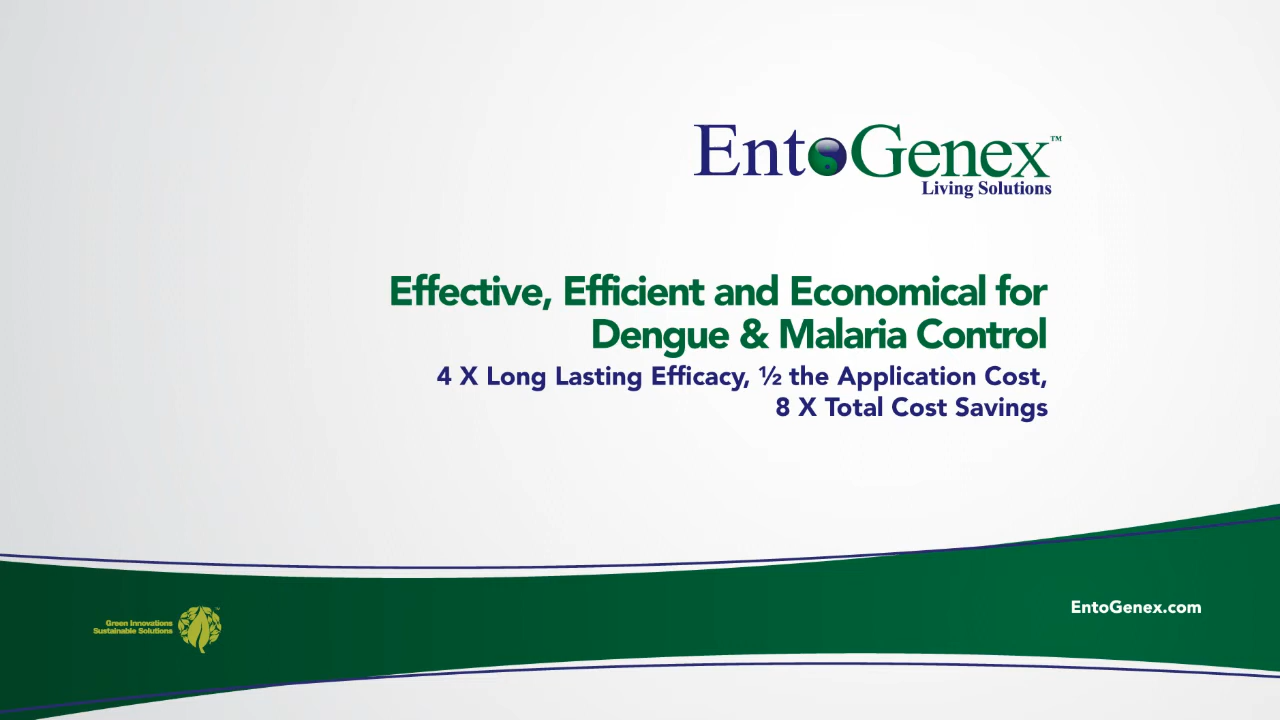 EntoGenex™
Living Solutions
Effective, Efficient and Economical for
Dengue & Malaria Control
4 X Long Lasting Efficacy, ½ the Application Cost,
8 X Total Cost Savings
Green Innovations
Sustainable Solutions
™
EntoGenex.com